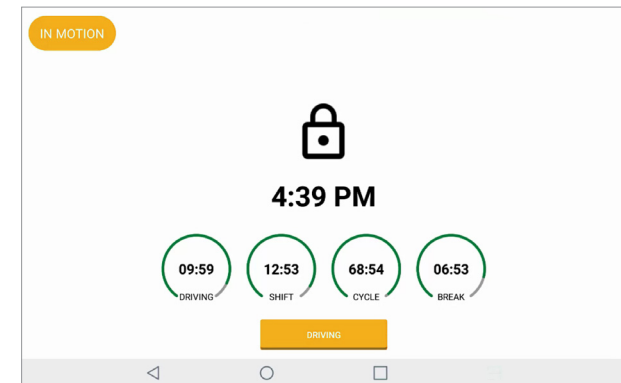 IN MOTION
4:39 PM
09:59 12:53 68:54 06:53
DRIVING SHIFT CYCLE BREAK
DRIVING